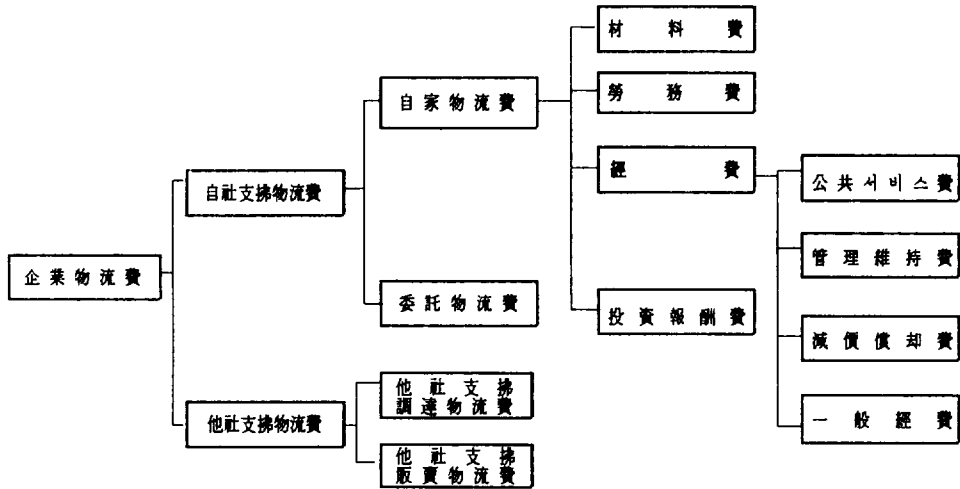 企業物流費
自社支拂物流費
他社支拂物流費
自家物流費
委託物流費
他社支拂
調達物流費
他社支拂
販賣物流費
材料費
勞務費
經費
投資報酬費
公共서비스費
管理維持費
減價償却費
一般經費